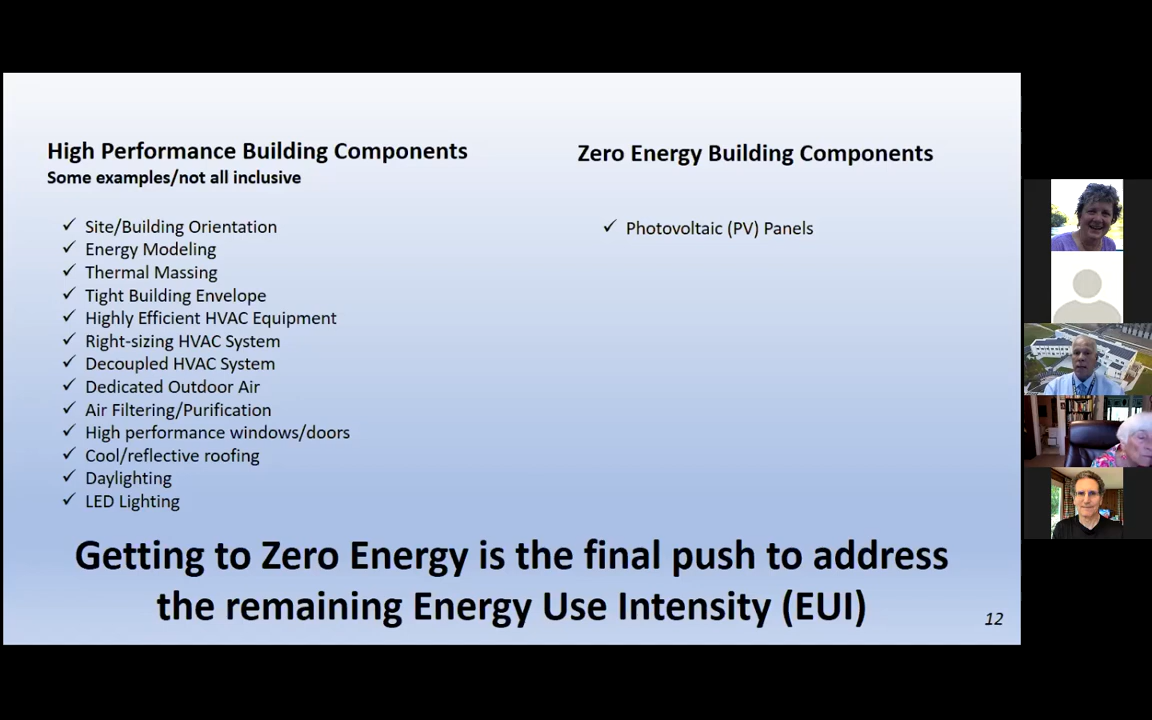 High Performance Building Components
Some examples/not all inclusive
✓ Site/Building Orientation
✓ Energy Modeling
✓ Thermal Massing
✓ Tight Building Envelope
✓ Highly Efficient HVAC Equipment
✓ Right-sizing HVAC System
✓ Decoupled HVAC System
✓ Dedicated Outdoor Air
✓ Air Filtering/Purification
✓ High performance windows/doors
✓ Cool/reflective roofing
✓ Daylighting
✓ LED Lighting
Zero Energy Building Components
✓ Photovoltaic (PV) Panels
Getting to Zero Energy is the final push to address
the remaining Energy Use Intensity (EUI)
12